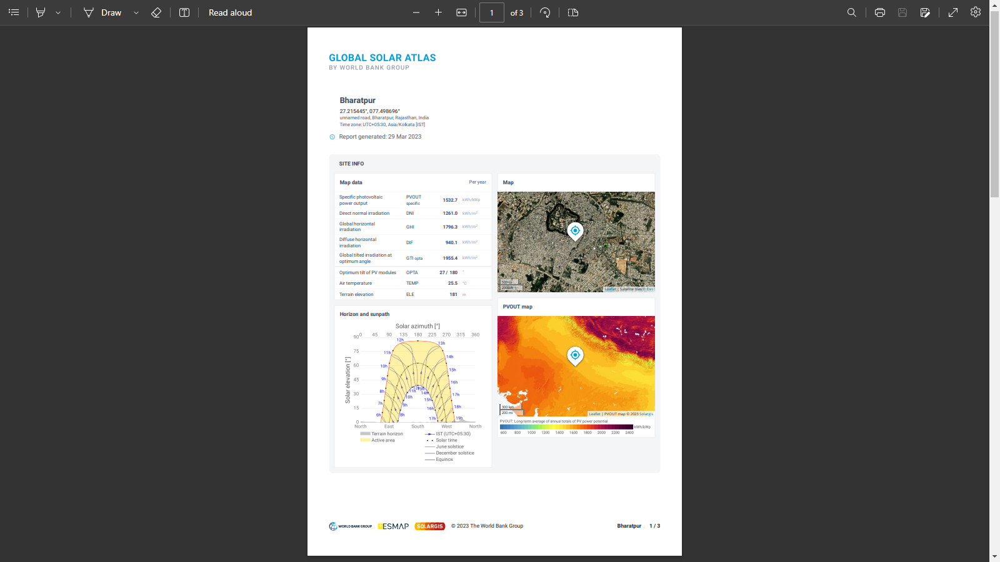 Draw
Read aloud
1
of 3
GLOBAL SOLAR ATLAS
BY WORLD BANK GROUP
Bharatpur
27.215445°, 077.498696°
unnamed road, Bharatpur, Rajasthan, India
Time zone: UTC+05:30, Asia/Kolkata [IST]
Report generated: 29 Mar 2023
SITE INFO
Map data Per year
Specific photovoltaic
power output PVOUT
specific 1532.7 kWh/kWp
Direct normal irradiation DNI 1261.0 kWh/m²
Global horizontal
irradiation GHI 1796.3 kWh/m²
Diffuse horizontal
irradiation DIF 940.1 kWh/m²
Global tilted irradiation at
optimum angle GTI opta 1955.4 kWh/m²
Optimum tilt of PV modules OPTA 27 / 180 °
Air temperature TEMP 25.5 °C
Terrain elevation ELE 181 m
Map
500 m
2000 ft
Leaflet | Satellite tiles © Esri
Horizon and sunpath
Solar azimuth [°]
0 45 90 135 180 225 270 315 360
Solar elevation [°]
90
75
60
45
30
15
0
12h 13h
11h 14h
10h 15h
9h 16h
8h 17h
7h 18h
6h 19h
11h 12h 13h 14h
10h 15h
9h 16h
8h 17h
North East South West North
Terrain horizon
Active area
IST (UTC+05:30)
Solar time
June solstice
December solstice
Equinox
PVOUT map
300 km
200 mi
Leaflet | PVOUT map © 2023 Solargis
PVOUT: Long-term average of annual totals of PV power potential
kWh/kWp
600 800 1000 1200 1400 1600 1800 2000 2200 2400
WORLD BANK GROUP
ESMAP
SOLARGIS
© 2023 The World Bank Group
Bharatpur 1 / 3